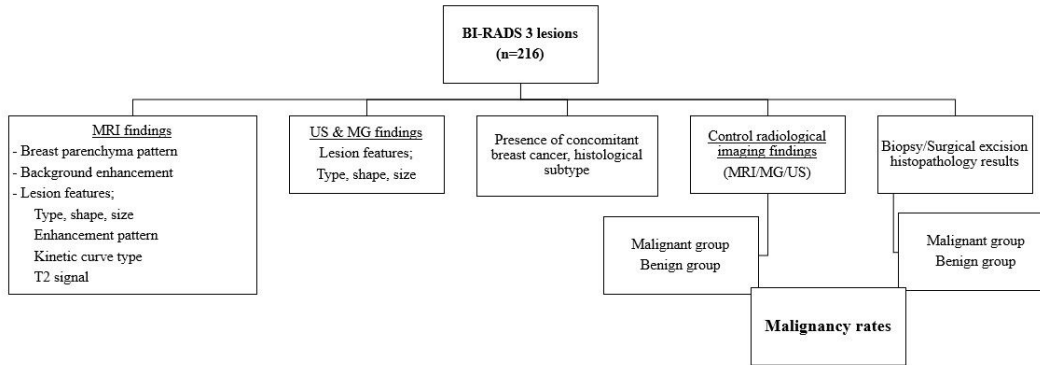 BI-RADS 3 lesions
(n=216)
MRI findings
- Breast parenchyma pattern
- Background enhancement
- Lesion features;
Type, shape, size
Enhancement pattern
Kinetic curve type
T2 signal
US & MG findings
Lesion features;
Type, shape, size
Presence of concomitant
breast cancer, histological
subtype
Control radiological
imaging findings
(MRI/MG/US)
Biopsy/Surgical excision
histopathology results
Malignant group
Benign group
Malignant group
Benign group
Malignancy rates